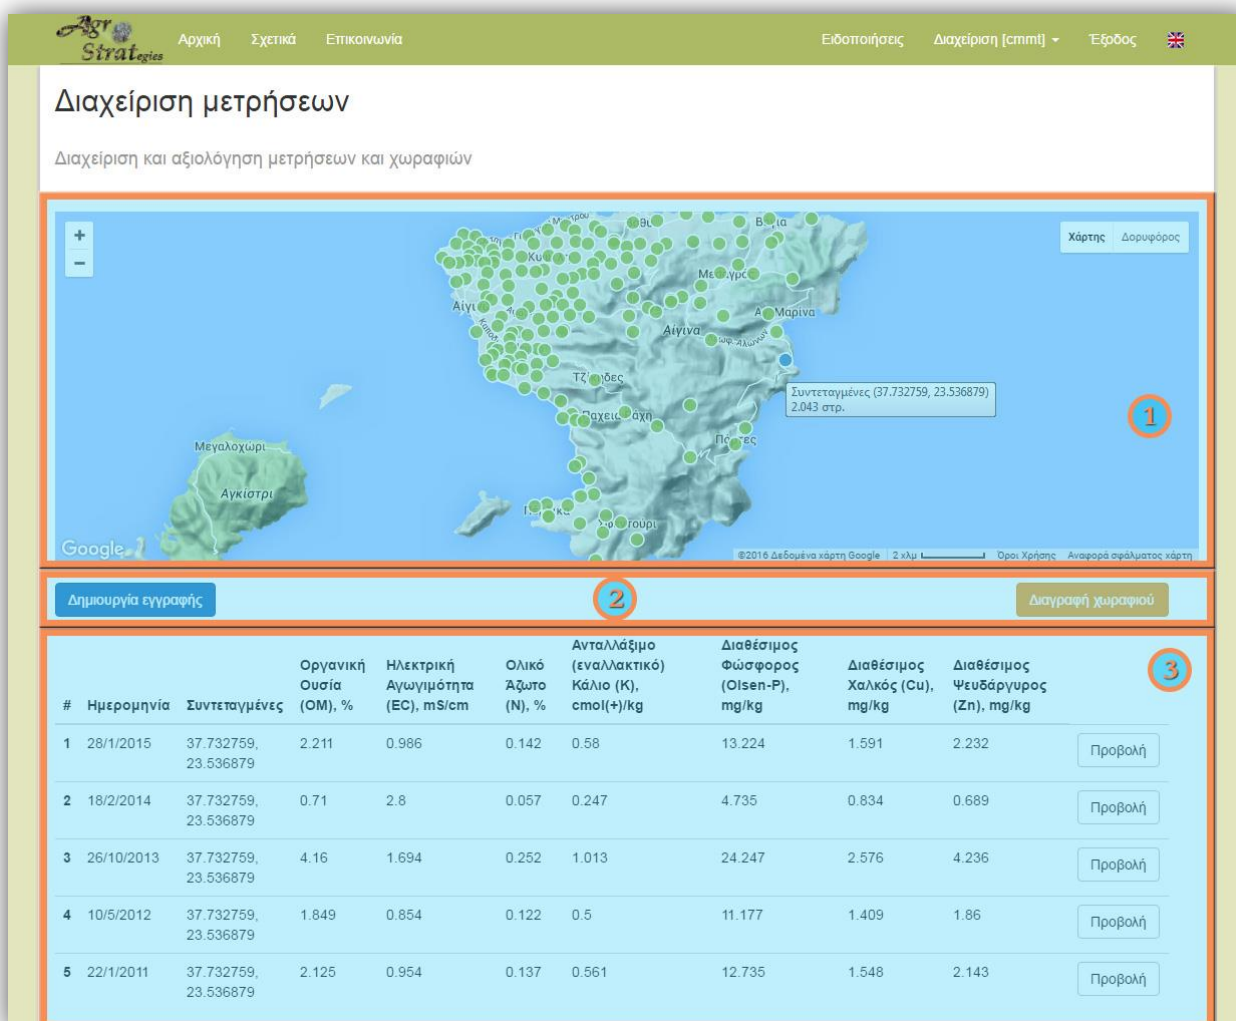 Agr
Strategies
Αρχική Σχετικά Επικοινωνία Ειδοποιήσεις Διαχείριση [cmmt] Έξοδος
Διαχείριση μετρήσεων
Διαχείριση και αξιολόγηση μετρήσεων και χωραφιών
+
−
Χάρτης Δορυφόρος
Αίγινα
Τζίκηδες
Συντεταγμένες (37.732759, 23.536879)
2.043 στρ.
1
Μεγαλοχώρι
Αγκίστρι
Google
©2016 Δεδομένα χάρτη Google 2 χλμ Όροι Χρήσης Αναφορά σφάλματος χάρτη
Δημιουργία εγγραφής 2 Διαγραφή χωραφιού
3
# Ημερομηνία Συντεταγμένες Οργανική Ουσία (OM), % Ηλεκτρική Αγωγιμότητα (EC), mS/cm Ολικό Άζωτο (N), % Ανταλλάξιμο (εναλλακτικό) Κάλιο (K), cmol(+)/kg Διαθέσιμος Φώσφορος (Olsen-P), mg/kg Διαθέσιμος Χαλκός (Cu), mg/kg Διαθέσιμος Ψευδάργυρος (Zn), mg/kg
1 28/1/2015 37.732759, 2.211 0.986 0.142 0.58 13.224 1.591 2.232 Προβολή
23.536879
2 18/2/2014 37.732759, 0.71 2.8 0.057 0.247 4.735 0.834 0.689 Προβολή
23.536879
3 26/10/2013 37.732759, 4.16 1.694 0.252 1.013 24.247 2.576 4.236 Προβολή
23.536879
4 10/5/2012 37.732759, 1.849 0.854 0.122 0.5 11.177 1.409 1.86 Προβολή
23.536879
5 22/1/2011 37.732759, 2.125 0.954 0.137 0.561 12.735 1.548 2.143 Προβολή
23.536879